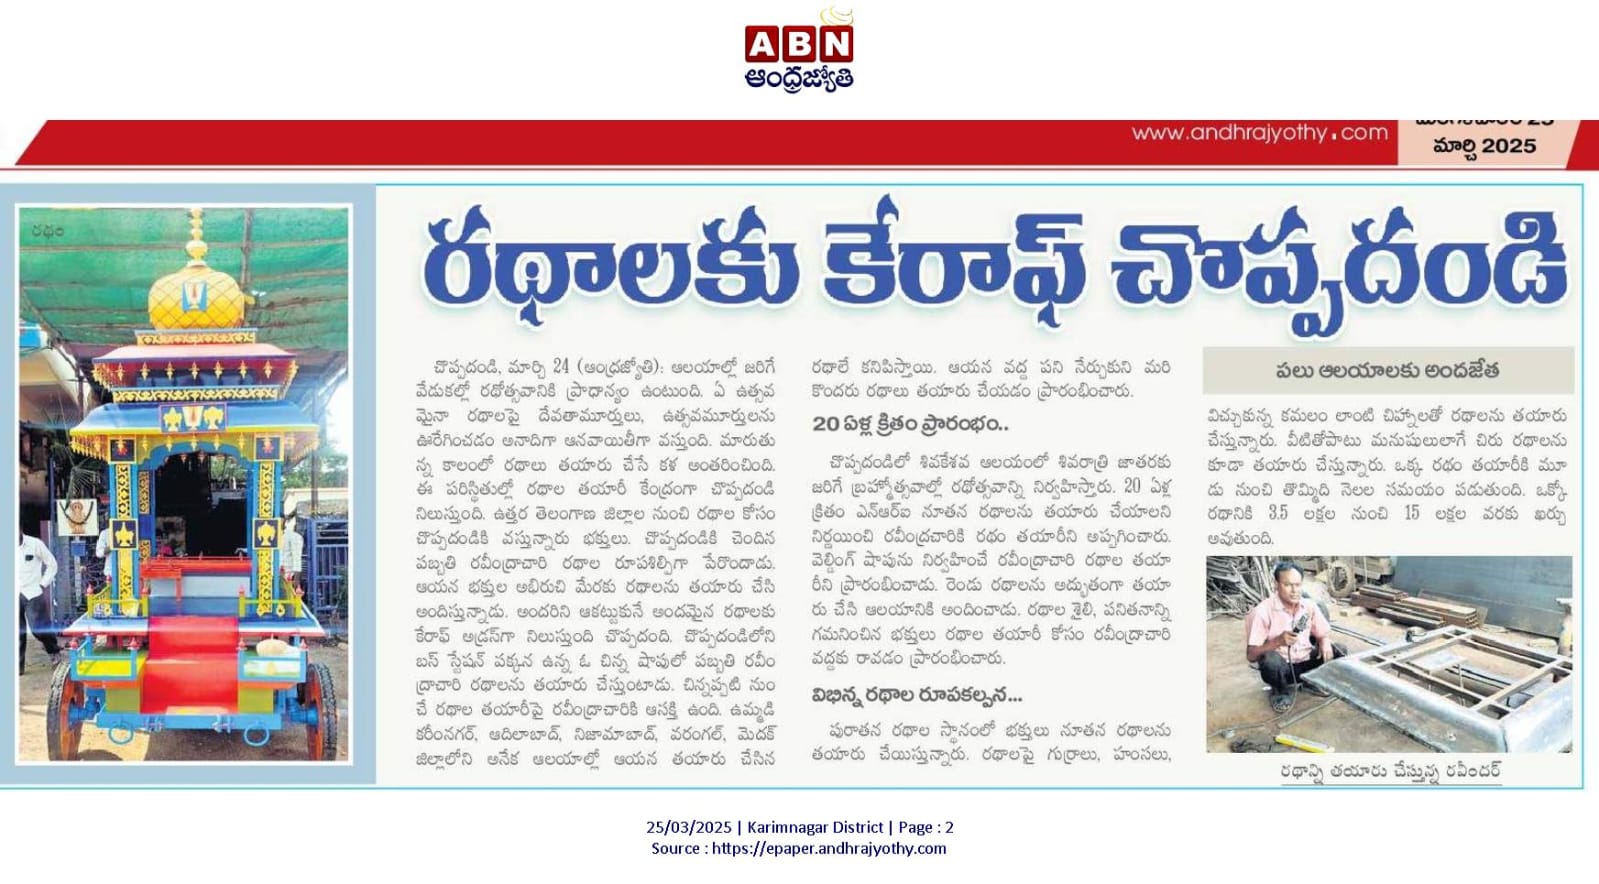 ABN
ఆంధ్రజ్యోతి
www.andhrajyothy.com
మార్చి 2025
రథం
రథాలకు కేరాఫ్ చొప్పదండి
చొప్పదండి, మార్చి 24 (ఆంధ్రజ్యోతి): ఆలయాల్లో జరిగే
వేడుకల్లో రథోత్సవానికి ప్రాధాన్యం ఉంటుంది. ఏ ఉత్సవ
మైనా రథాలపై దేవతామూర్తులు, ఉత్సవమూర్తులను
ఊరేగించడం అనాదిగా ఆనవాయితీగా వస్తుంది. మారుతు
న్న కాలంలో రథాలు తయారు చేసే కళ అంతరించింది.
ఈ పరిస్థితుల్లో రథాల తయారీ కేంద్రంగా చొప్పదండి
నిలుస్తుంది. ఉత్తర తెలంగాణ జిల్లాల నుంచి రథాల కోసం
చొప్పదండికి వస్తున్నారు భక్తులు. చొప్పదండికి చెందిన
పబ్బతి రవీంద్రాచారి రథాల రూపశిల్పిగా పేరొందాడు.
ఆయన భక్తుల అభిరుచి మేరకు రథాలను తయారు చేసి
అందిస్తున్నాడు. అందరిని ఆకట్టుకునే అందమైన రథాలకు
కేరాఫ్ అడ్రస్‌గా నిలుస్తుంది చొప్పదండి. చొప్పదండిలోని
బస్ స్టేషన్ పక్కన ఉన్న ఓ చిన్న షాపులో పబ్బతి రవీం
ద్రాచారి రథాలను తయారు చేస్తుంటాడు. చిన్నప్పటి నుం
చే రథాల తయారీపై రవీంద్రాచారికి ఆసక్తి ఉంది. ఉమ్మడి
కరీంనగర్, ఆదిలాబాద్, నిజామాబాద్, వరంగల్, మెదక్
జిల్లాలోని అనేక ఆలయాల్లో ఆయన తయారు చేసిన
రథాలే కనిపిస్తాయి. ఆయన వద్ద పని నేర్చుకుని మరి
కొందరు రథాలు తయారు చేయడం ప్రారంభించారు.
20 ఏళ్ల క్రితం ప్రారంభం..
చొప్పదండిలో శివకేశవ ఆలయంలో శివరాత్రి జాతరకు
జరిగే బ్రహ్మోత్సవాల్లో రథోత్సవాన్ని నిర్వహిస్తారు. 20 ఏళ్ల
క్రితం ఎన్ఆర్ఐ నూతన రథాలను తయారు చేయాలని
నిర్ణయించి రవీంద్రచారికి రథం తయారీని అప్పగించారు.
వెల్డింగ్ షాపును నిర్వహించే రవీంద్రాచారి రథాల తయా
రీని ప్రారంభించాడు. రెండు రథాలను అద్భుతంగా తయా
రు చేసి ఆలయానికి అందించాడు. రథాల శైలి, పనితనాన్ని
గమనించిన భక్తులు రథాల తయారీ కోసం రవీంద్రాచారి
వద్దకు రావడం ప్రారంభించారు.
విభిన్న రథాల రూపకల్పన...
పురాతన రథాల స్థానంలో భక్తులు నూతన రథాలను
తయారు చేయిస్తున్నారు. రథాలపై గుర్రాలు, హంసలు,
పలు ఆలయాలకు అందజేత
విచ్చుకున్న కమలం లాంటి చిహ్నాలతో రథాలను తయారు
చేస్తున్నారు. వీటితోపాటు మనుషులులాగే చిరు రథాలను
కూడా తయారు చేస్తున్నారు. ఒక్క రథం తయారీకి మూ
డు నుంచి తొమ్మిది నెలల సమయం పడుతుంది. ఒక్కో
రథానికి 3.5 లక్షల నుంచి 15 లక్షల వరకు ఖర్చు
అవుతుంది.
రథాన్ని తయారు చేస్తున్న రవీందర్
25/03/2025 | Karimnagar District | Page : 2
Source : https://epaper.andhrajyothy.com